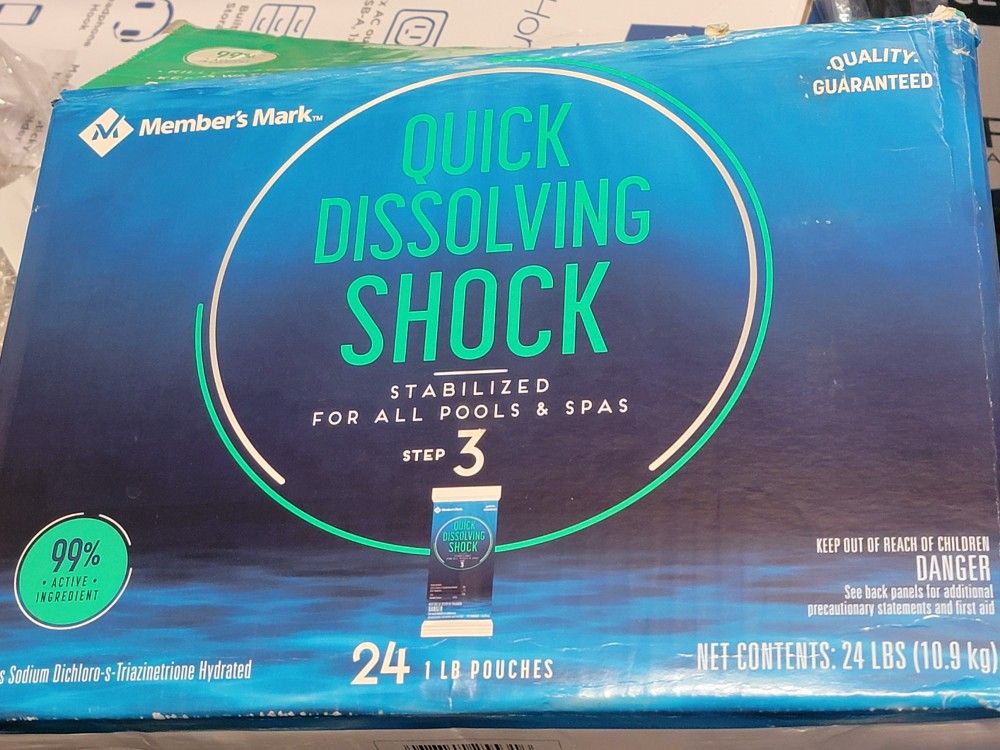 Member's Mark™
QUALITY
GUARANTEED
QUICK
DISSOLVING
SHOCK
STABILIZED
FOR ALL POOLS & SPAS
STEP 3
99%
• ACTIVE •
INGREDIENT
QUICK
DISSOLVING
SHOCK
KEEP OUT OF REACH OF CHILDREN
DANGER
See back panels for additional
precautionary statements and first aid
s Sodium Dichloro-s-Triazinetrione Hydrated
24 1 LB POUCHES
NET CONTENTS: 24 LBS (10.9 kg)
99%